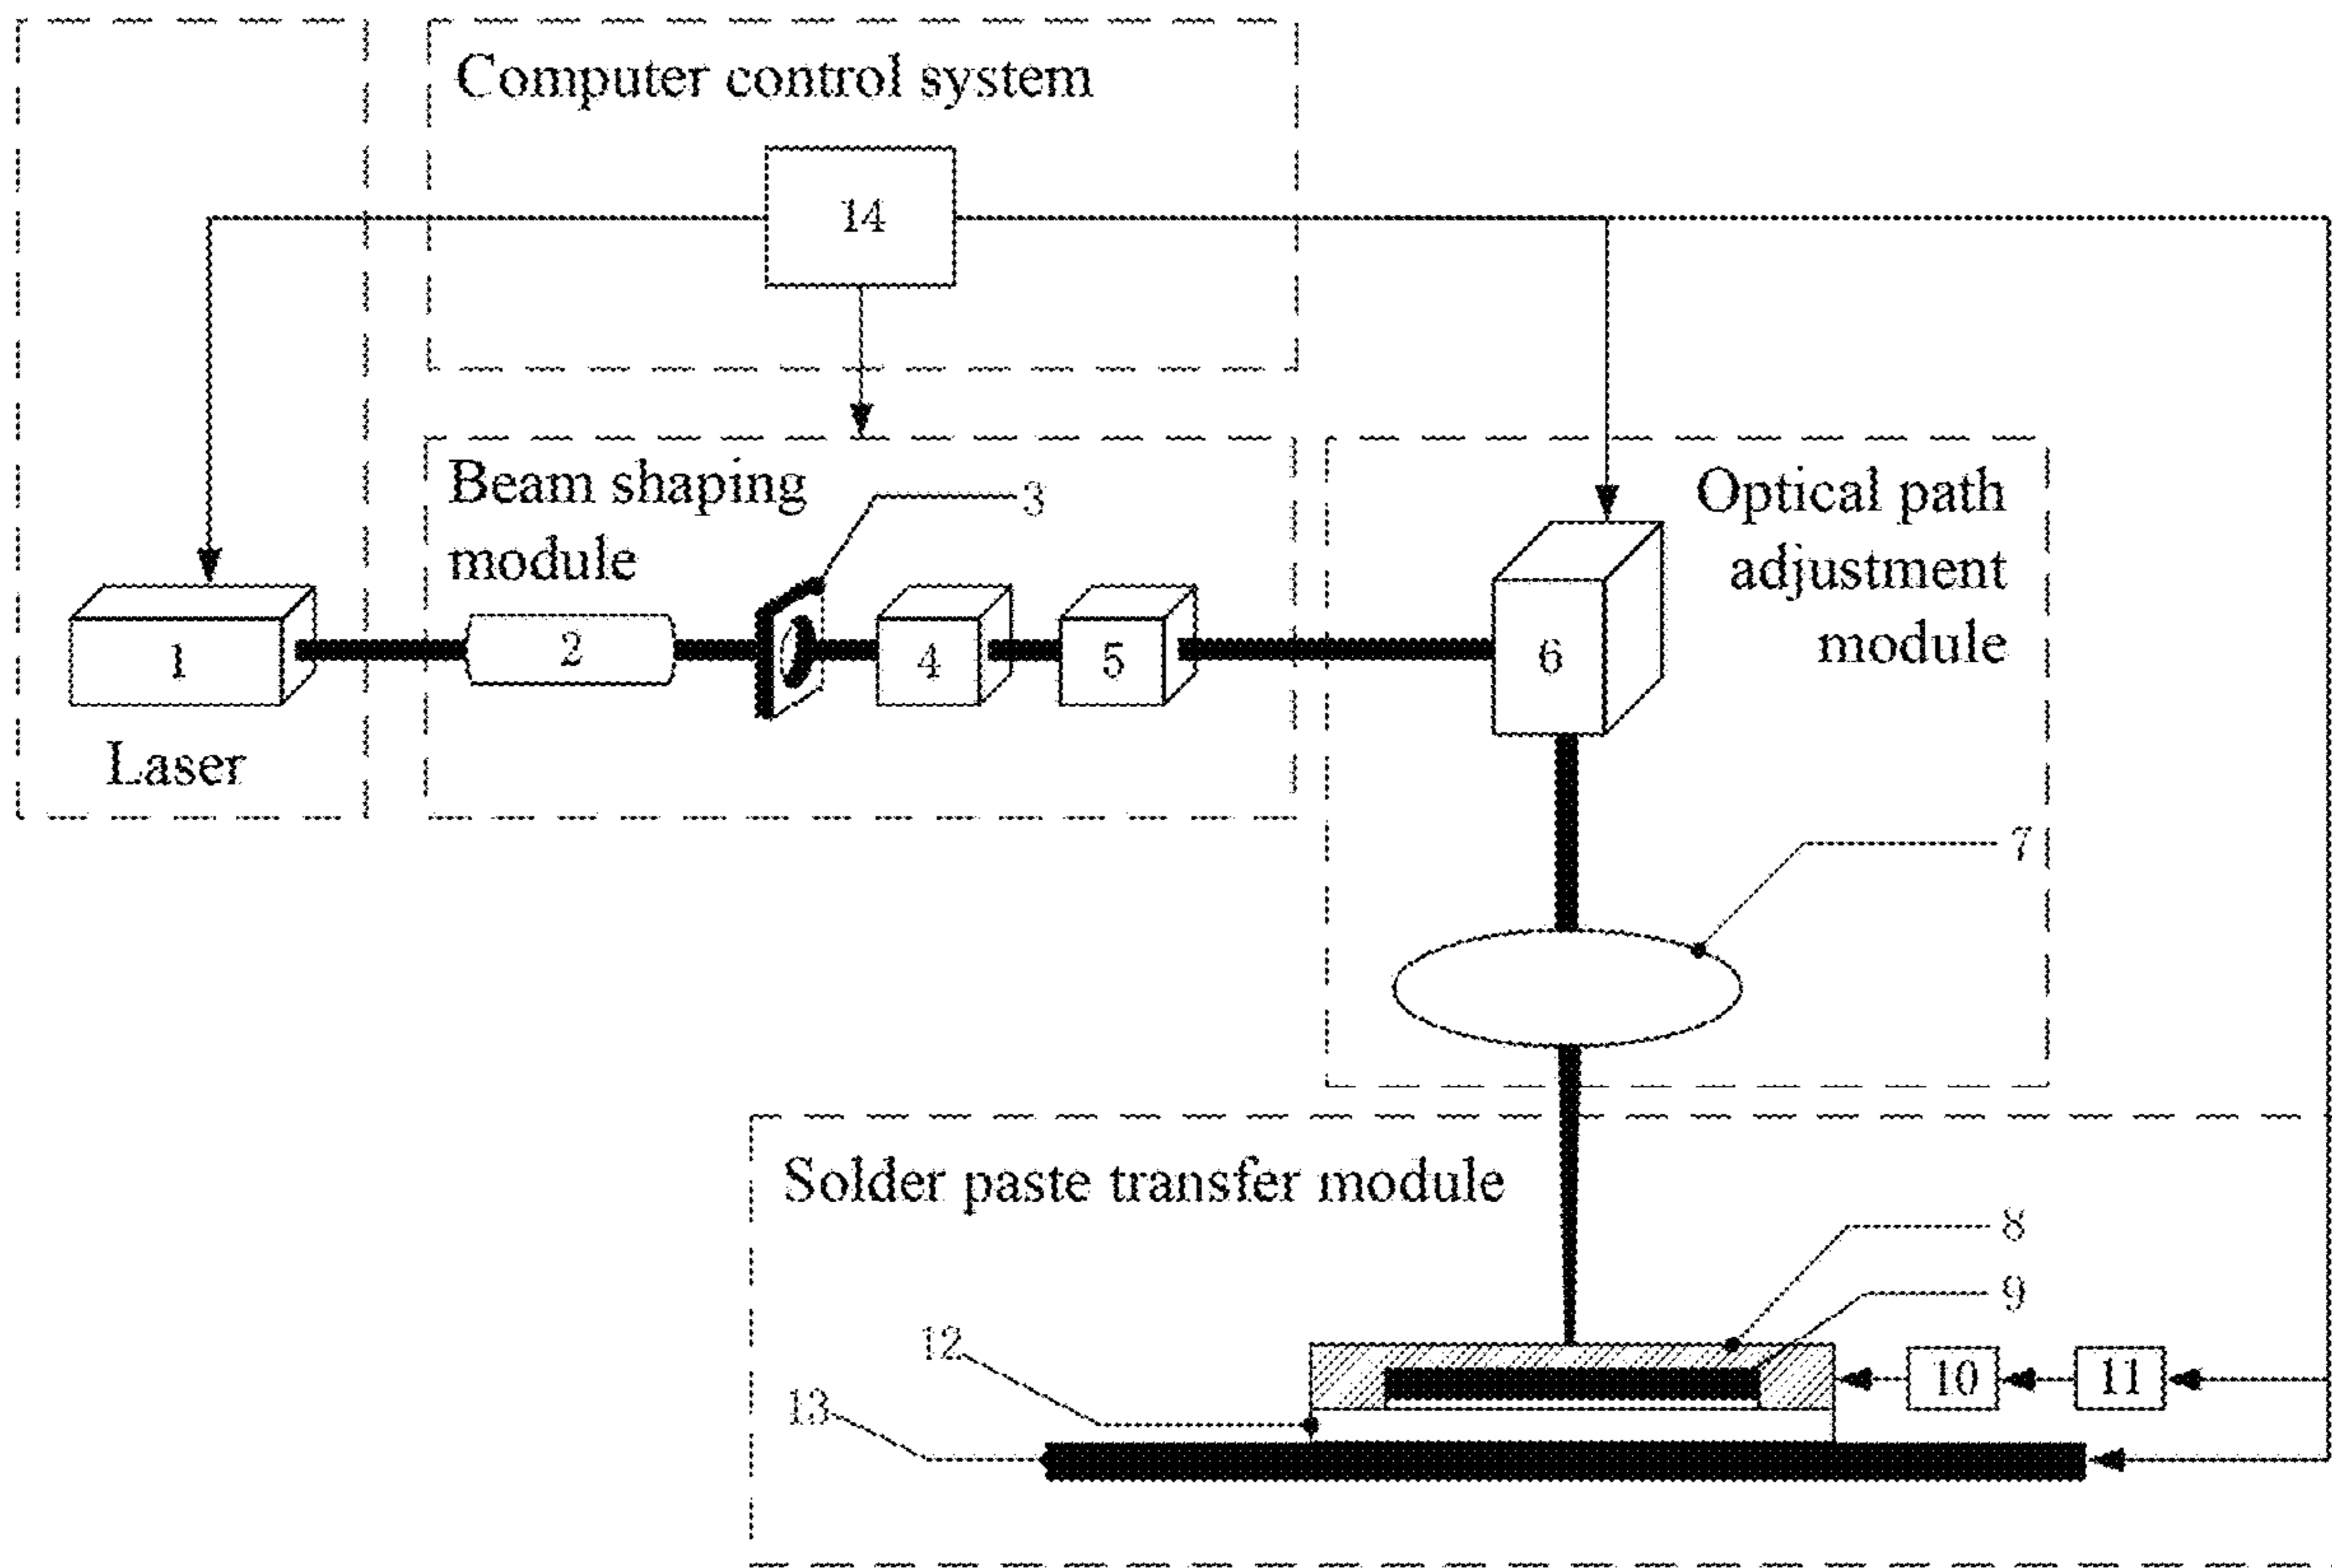 Computer control system
14
Beam shaping
module
3
Optical path
adjustment
module
1
2
4
5
6
Laser
7
Solder paste transfer module
8
9
12
10
11
13